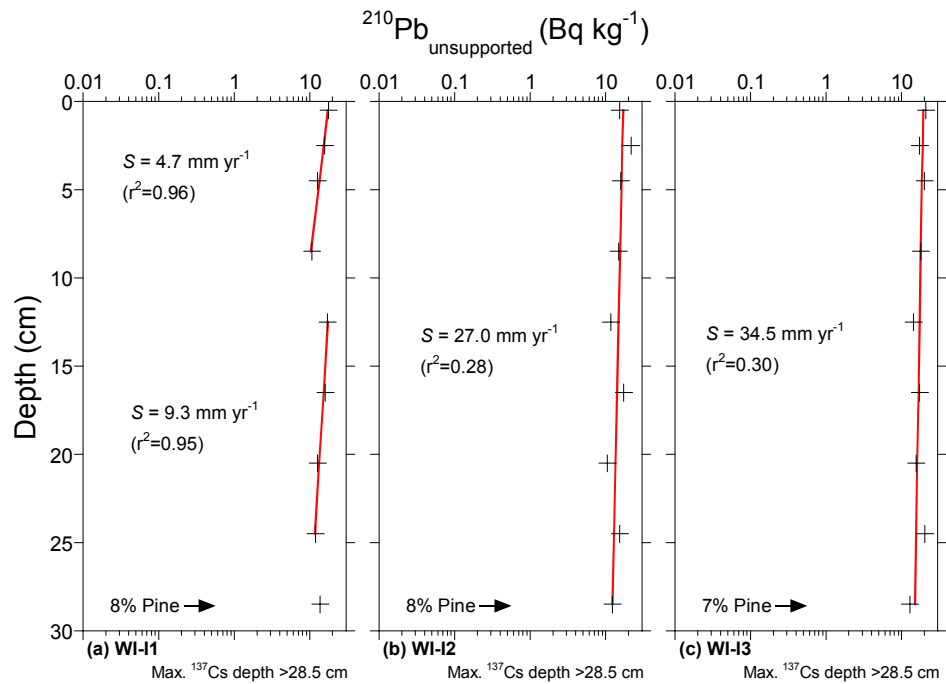 ²¹⁰Pb unsupported (Bq kg⁻¹)
0.01 0.1 1 10 0.01 0.1 1 10 0.01 0.1 1 10
Depth (cm)
0
5
10
15
20
25
30
S = 4.7 mm yr⁻¹
(r²=0.96)
S = 9.3 mm yr⁻¹
(r²=0.95)
8% Pine
(a) WI-I1
Max. ¹³⁷Cs depth >28.5 cm
S = 27.0 mm yr⁻¹
(r²=0.28)
8% Pine
(b) WI-I2
Max. ¹³⁷Cs depth >28.5 cm
S = 34.5 mm yr⁻¹
(r²=0.30)
7% Pine
(c) WI-I3
Max. ¹³⁷Cs depth >28.5 cm